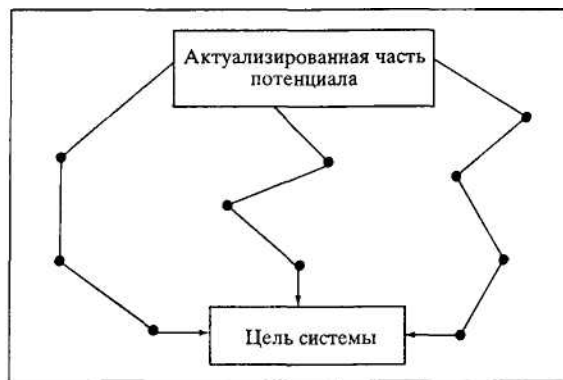 Актуализированная часть
потенциала
Цель системы